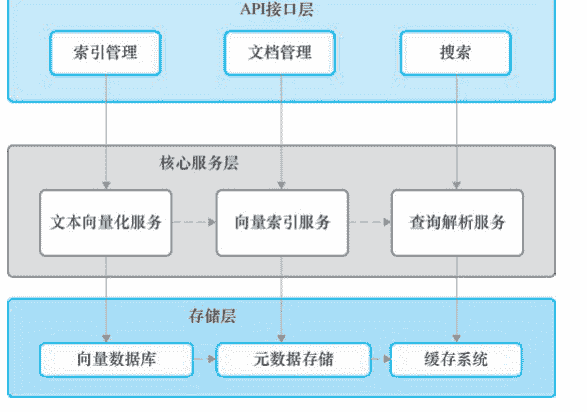 API接口层
索引管理
文档管理
搜索
核心服务层
文本向量化服务
向量索引服务
查询解析服务
存储层
向量数据库
元数据存储
缓存系统